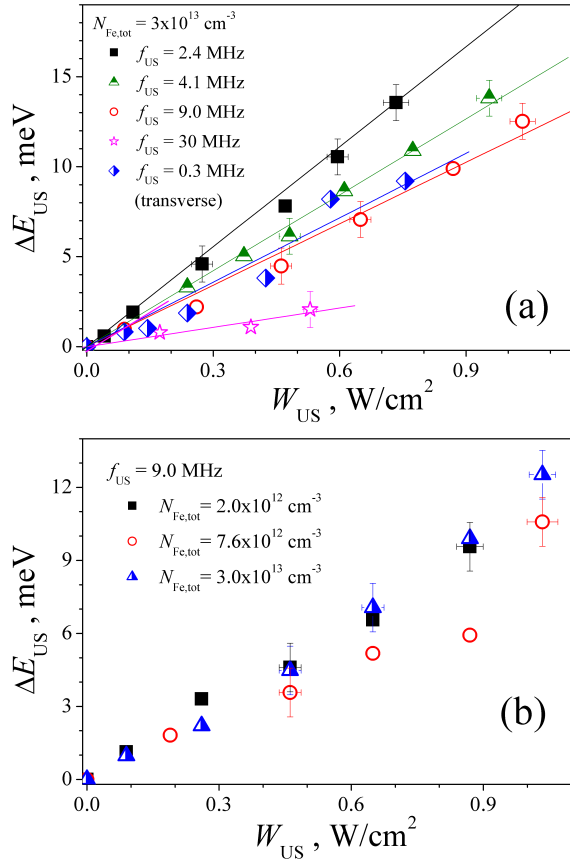 N_Fe,tot = 3x10^13 cm^-3
f_US = 2.4 MHz
f_US = 4.1 MHz
f_US = 9.0 MHz
f_US = 30 MHz
f_US = 0.3 MHz
(transverse)
15
10
5
0
ΔE_US, meV
(a)
0.0 0.3 0.6 0.9
W_US , W/cm^2
f_US = 9.0 MHz
N_Fe,tot = 2.0x10^12 cm^-3
N_Fe,tot = 7.6x10^12 cm^-3
N_Fe,tot = 3.0x10^13 cm^-3
12
9
6
3
0
ΔE_US, meV
(b)
0.0 0.3 0.6 0.9
W_US , W/cm^2